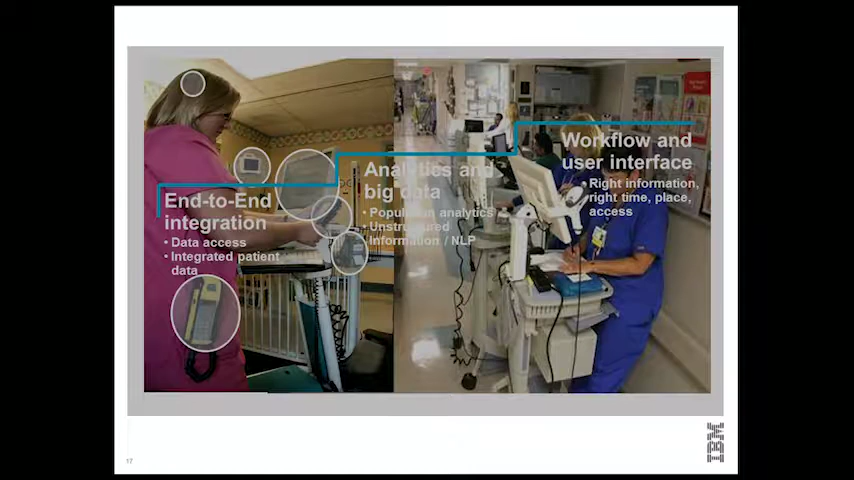 End-to-End
integration
• Data access
• Integrated patient
data
Analytics and
big data
• Population analytics
• Unstructured
Information / NLP
Workflow and
user interface
• Right information,
right time, place,
access
17
IBM